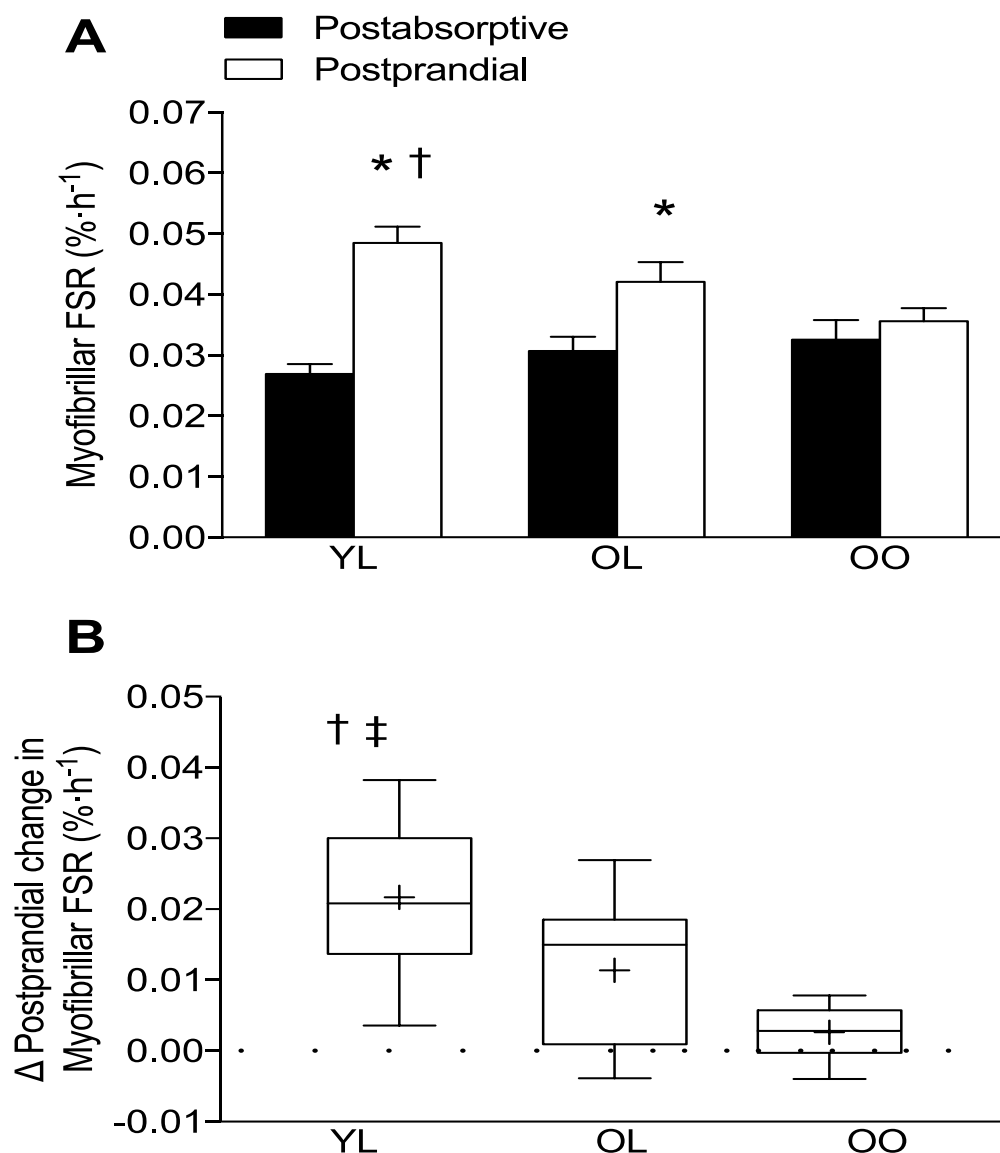 A
Postabsorptive
Postprandial
Myofibrillar FSR (%·h-1)
0.07
0.06
0.05
0.04
0.03
0.02
0.01
0.00
* †
*
YL OL OO
B
Δ Postprandial change in
Myofibrillar FSR (%·h-1)
0.05
0.04
0.03
0.02
0.01
0.00
-0.01
† ‡
YL OL OO